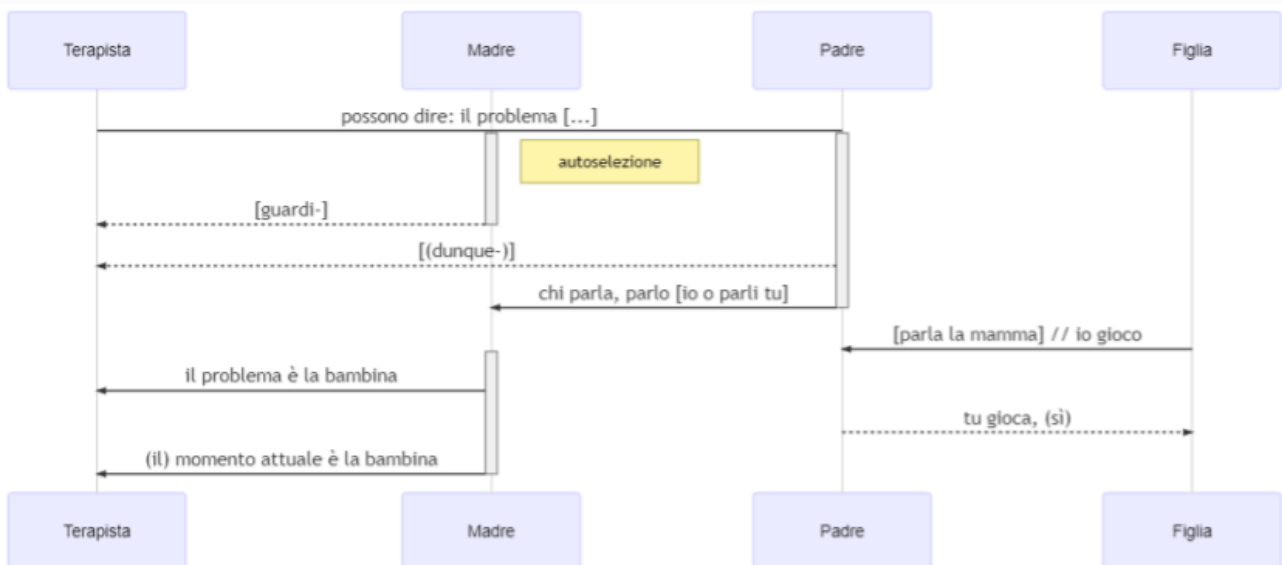 Terapista
Madre
Padre
Figlia
possono dire: il problema [...]
autoselezione
[guardi-]
[(dunque-)]
chi parla, parlo [io o parli tu]
[parla la mamma] // io gioco
il problema è la bambina
tu gioca, (sì)
(il) momento attuale è la bambina
Terapista
Madre
Padre
Figlia